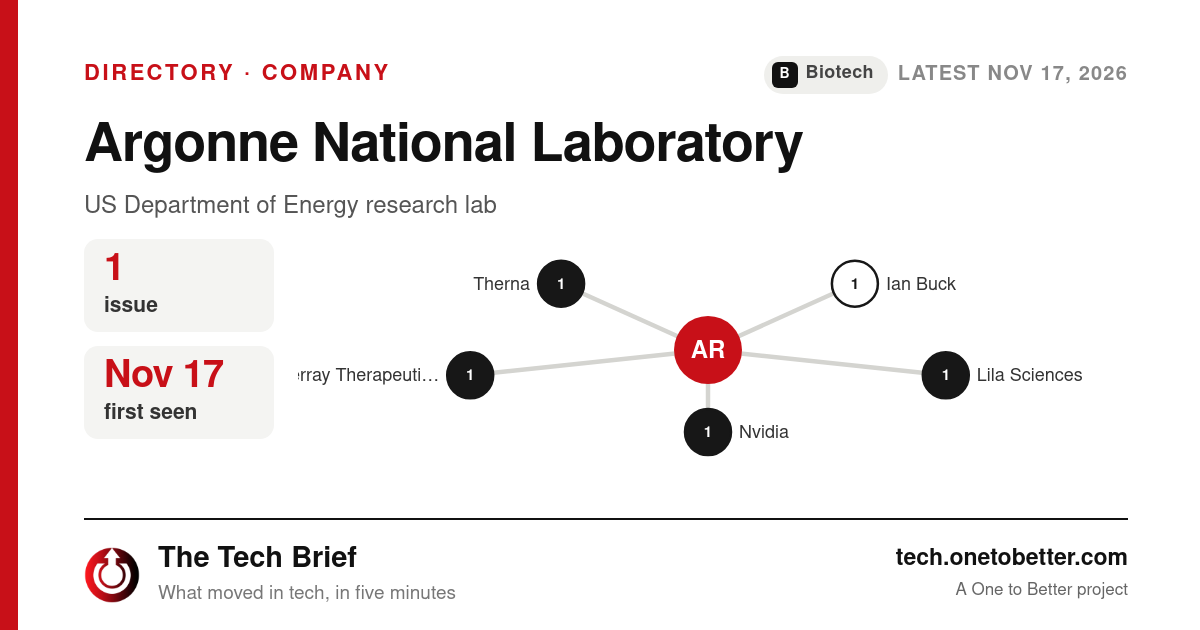 DIRECTORY · COMPANY
B Biotech LATEST NOV 17, 2026
Argonne National Laboratory
US Department of Energy research lab
1
issue
Nov 17
first seen
Therna 1
1 Ian Buck
AR
Therapeuti… 1
1 Lila Sciences
1 Nvidia
The Tech Brief
What moved in tech, in five minutes
tech.onetobetter.com
A One to Better project